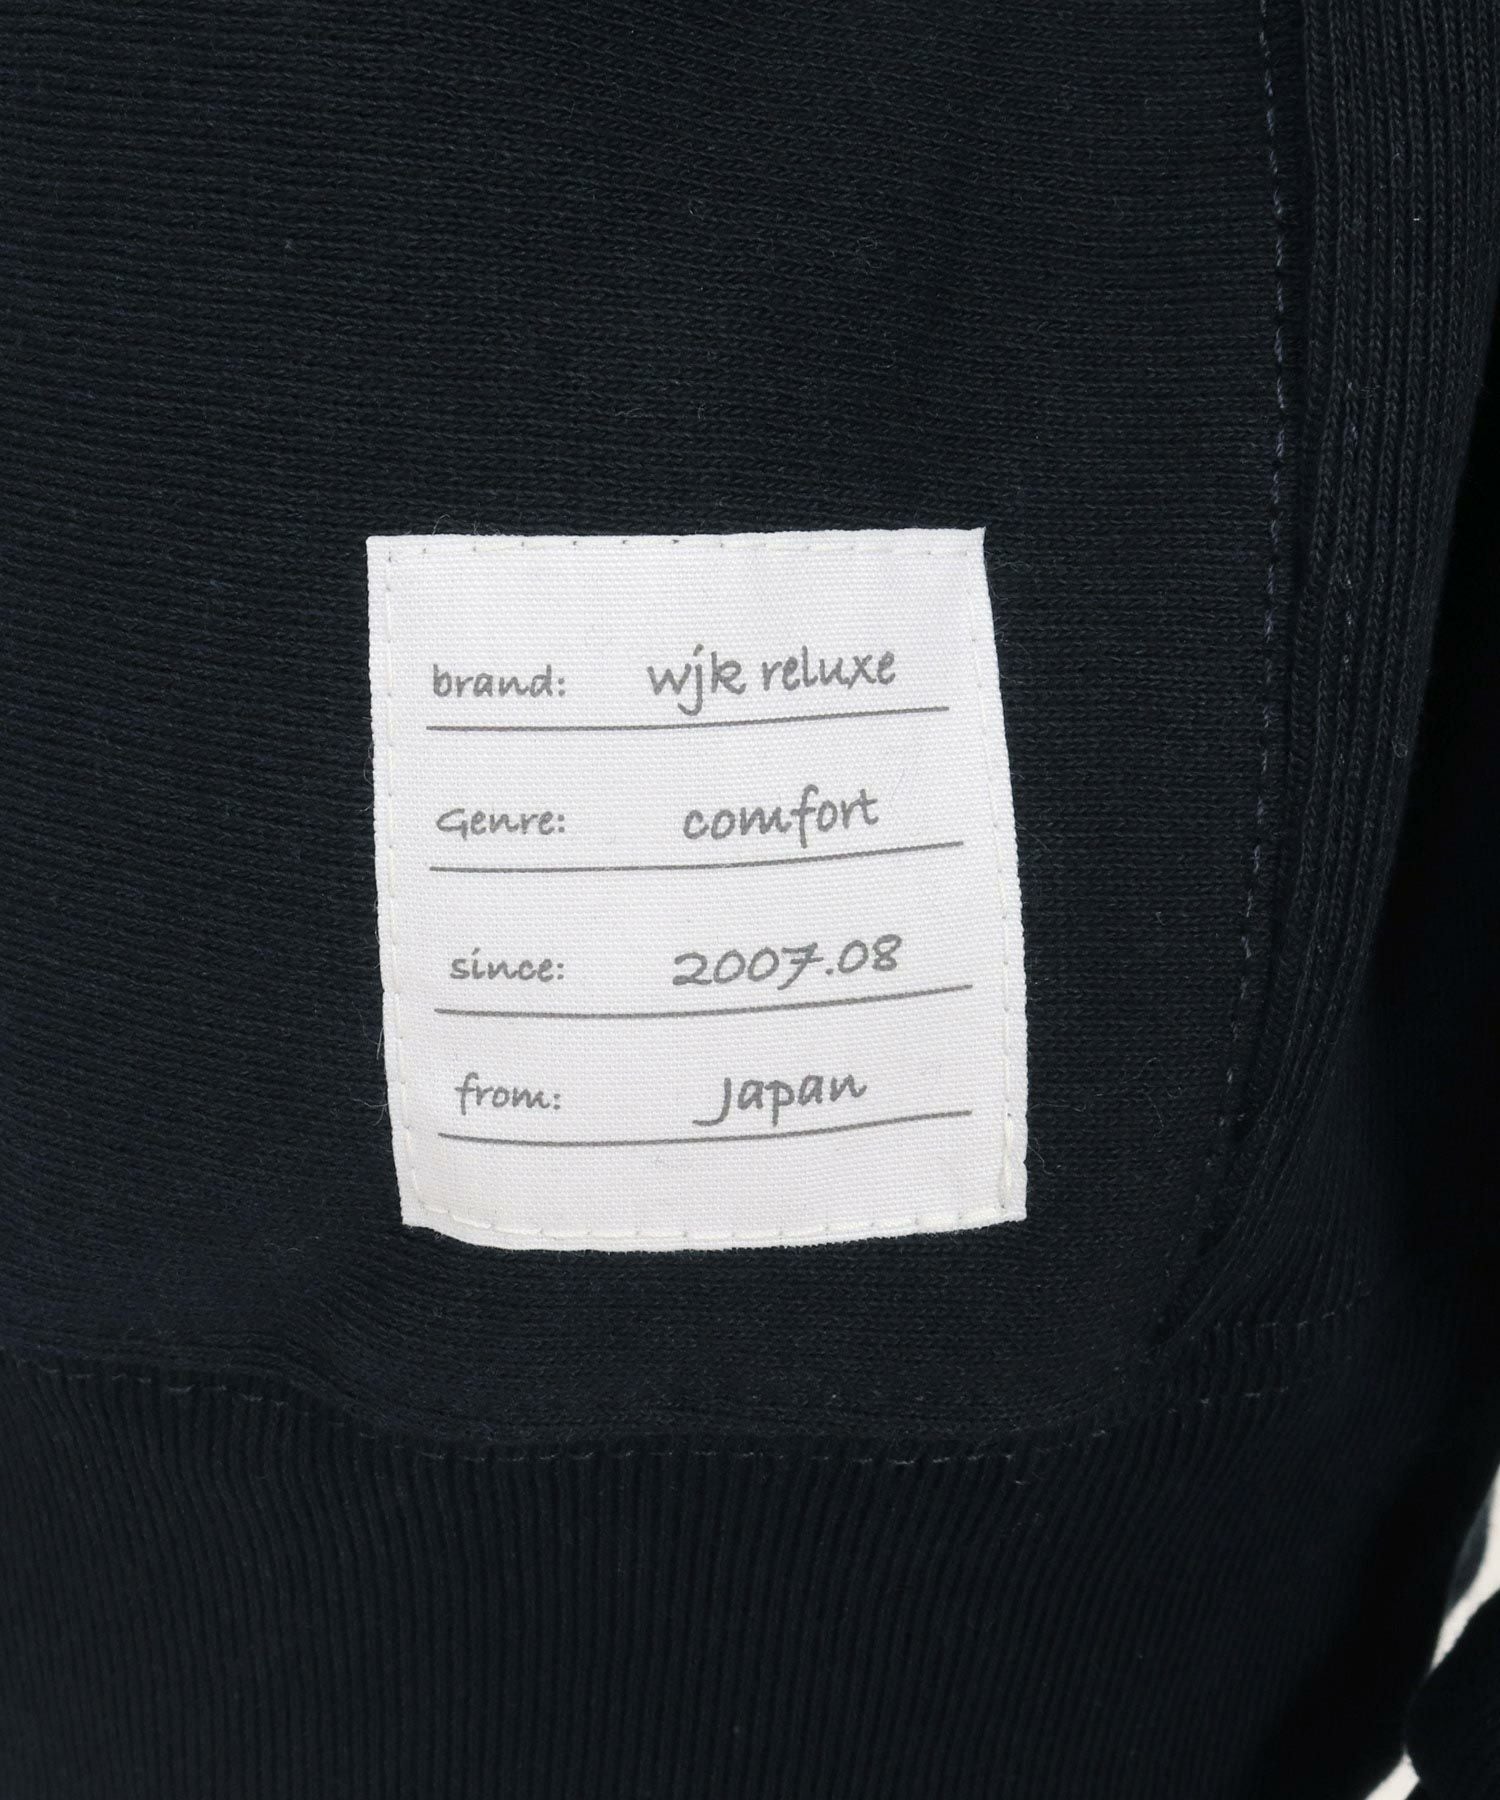 brand: wjk reluxe
Genre: comfort
since: 2007.08
from: Japan